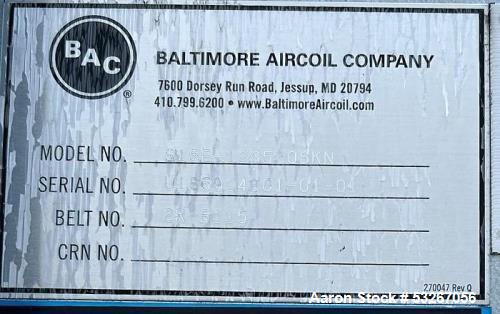 BAC
®
BALTIMORE AIRCOIL COMPANY
7600 Dorsey Run Road, Jessup, MD 20794
410.799.6200 • www.BaltimoreAircoil.com
MODEL NO.
SERIAL NO.
BELT NO.
CRN NO.
270047 Rev Q
Aaron Stock # 53267056